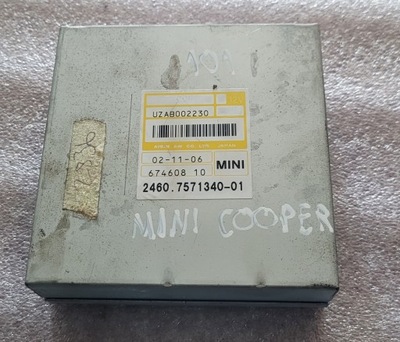 UZAB002230
02-11-06
674608 10
MINI
2460.7571340-01
MINI COOPER